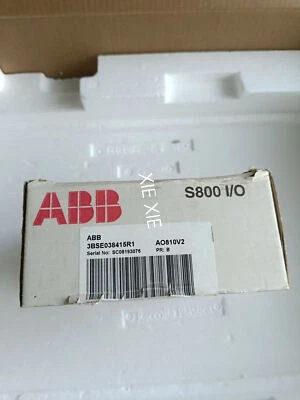 ABB
S800 I/O
XIE XIE
ABB
3BSE038415R1 AO810V2
Serial No: SC08193076 PR: B